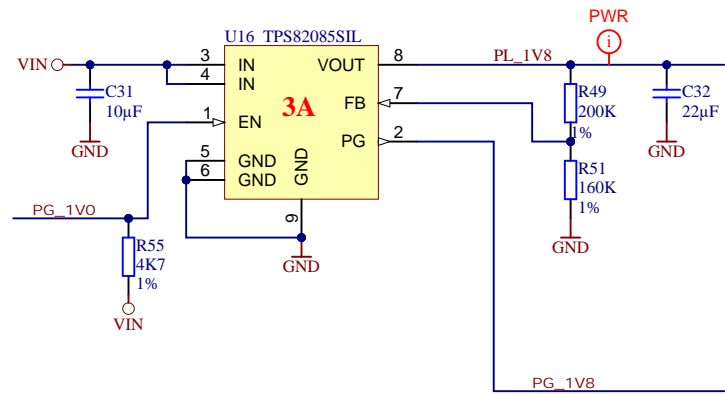 PWR
i
U16 TPS82085SIL
VIN
3
IN
VOUT
8
PL_1V8
4
IN
C31
10µF
GND
3A
FB
7
R49
200K
1%
C32
22µF
GND
1
EN
PG
2
5
GND
6
GND
GND
R51
160K
1%
GND
9
GND
PG_1V0
R55
4K7
1%
VIN
PG_1V8